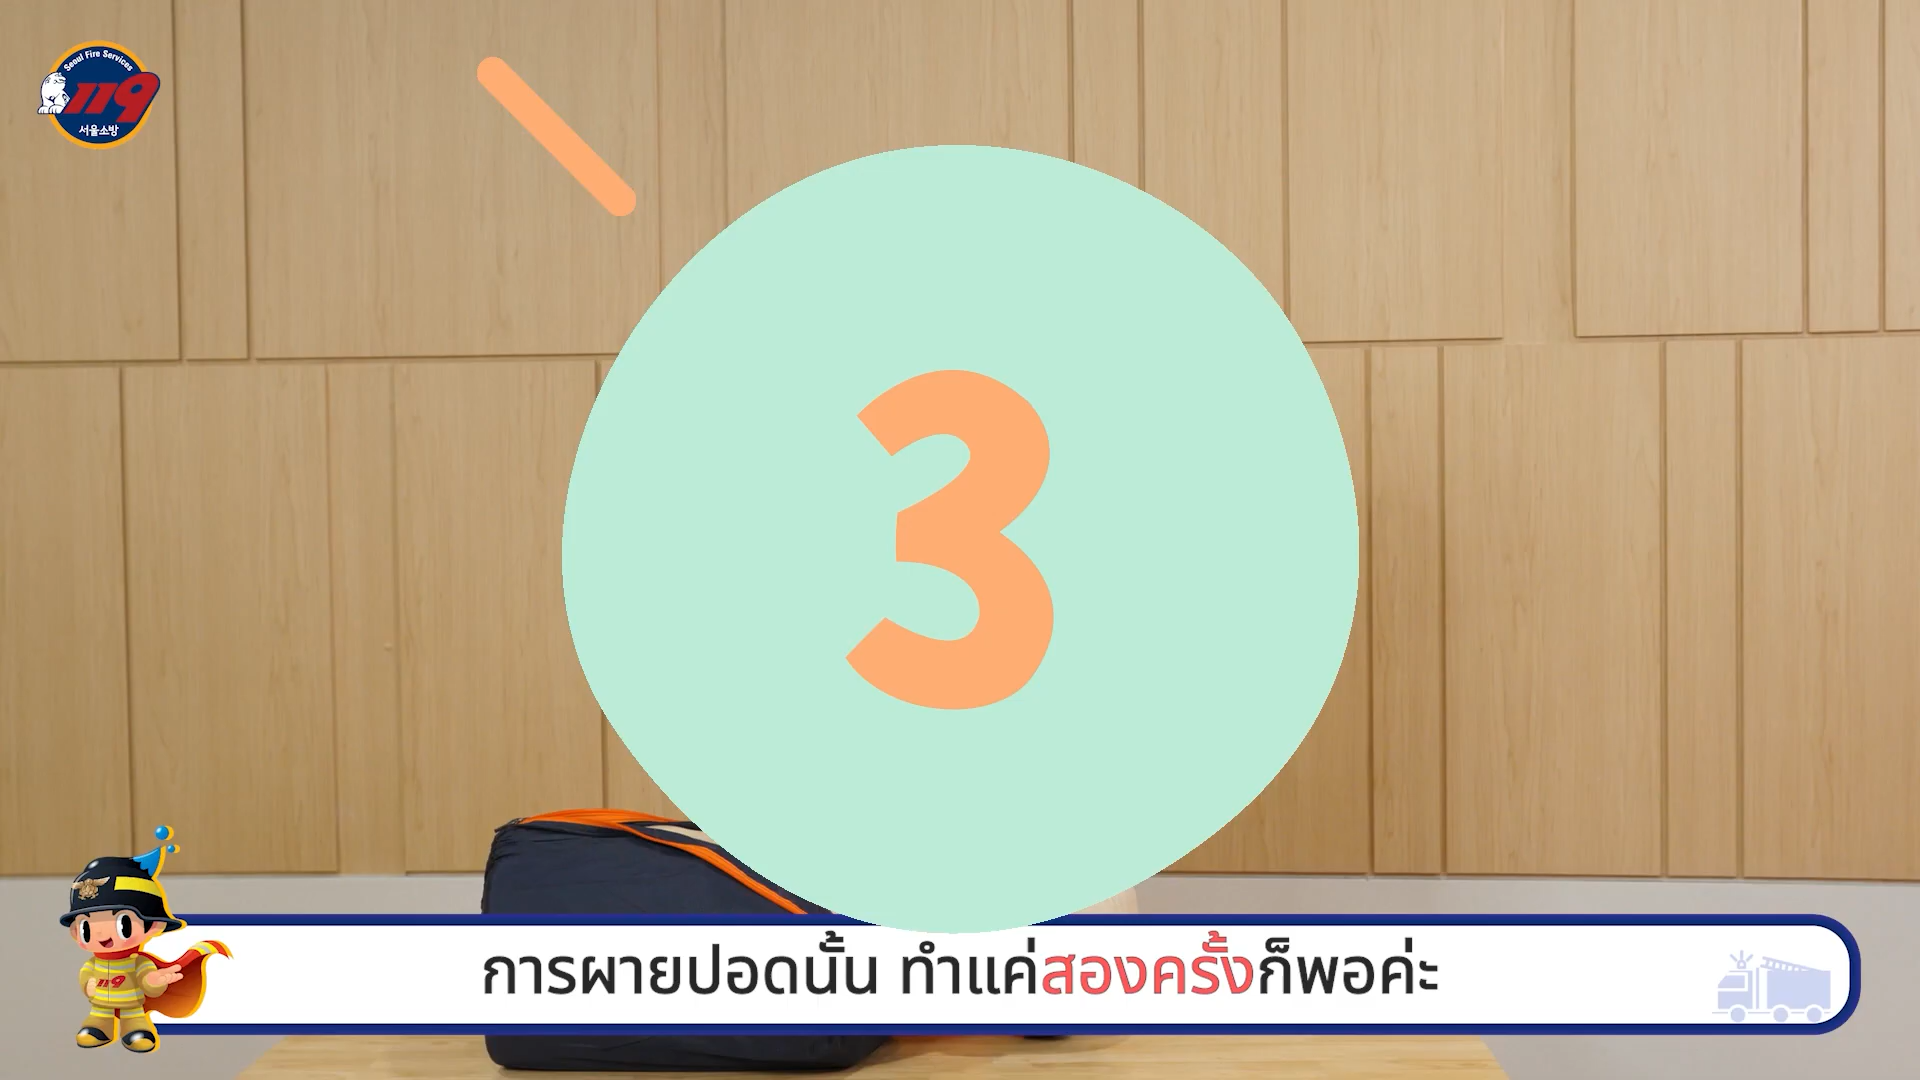 Seoul Fire Services
119
서울소방
3
119
การผายปอดนั้น ทำแค่สองครั้งก็พอค่ะ